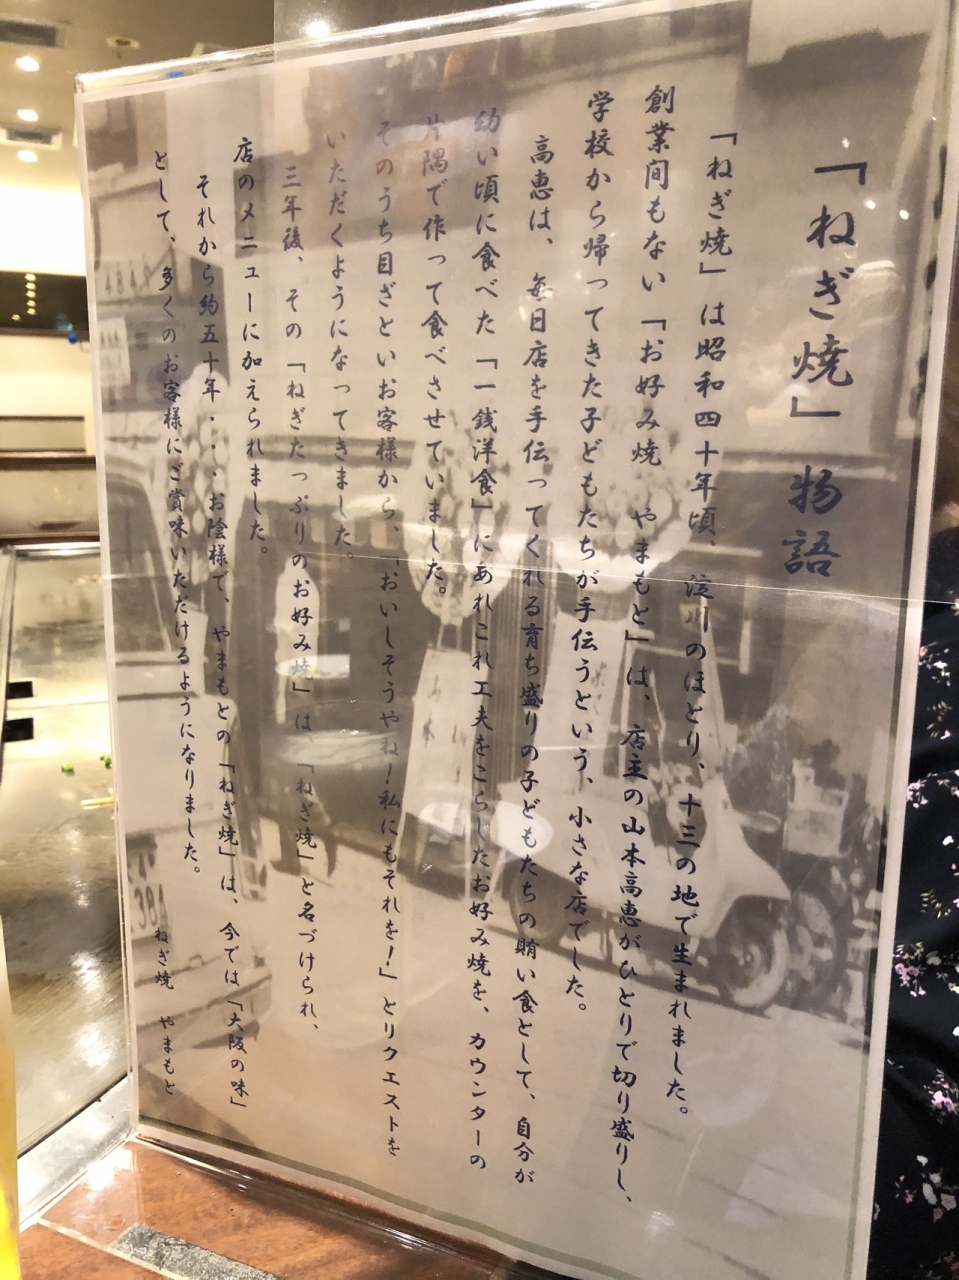 「ねぎ焼」物語
「ねぎ焼」は昭和四十年頃、淀川のほとり、十三の地で生まれました。
創業間もない「お好み焼　やまもと」は、店主の山本高恵がひとりで切り盛りし、
学校から帰ってきた子どもたちが手伝うという、小さな店でした。
高恵は、毎日店を手伝ってくれる育ち盛りの子どもたちの賄い食として、自分が
幼い頃に食べた「一銭洋食」にあれこれ工夫をこらしたお好み焼を、カウンターの
片隅で作って食べさせていました。
そのうち目ざといお客様から、「おいしそうやね！私にもそれを！」とリクエストを
いただくようになってきました。
三年後、その「ねぎたっぷりのお好み焼」は、「ねぎ焼」と名づけられ、
店のメニューに加えられました。
それから約五十年・・・お陰様で、やまもとの「ねぎ焼」は、今では「大阪の味」
として、多くのお客様にご賞味いただけるようになりました。
ねぎ焼　やまもと